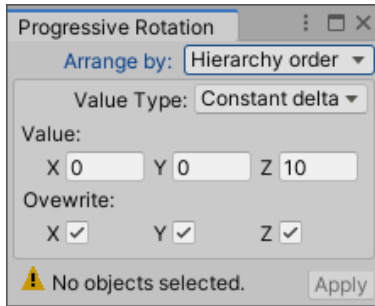 Progressive Rotation
Arrange by: Hierarchy order
Value Type: Constant delta
Value:
X 0 Y 0 Z 10
Ovewrite:
X Y Z
No objects selected. Apply